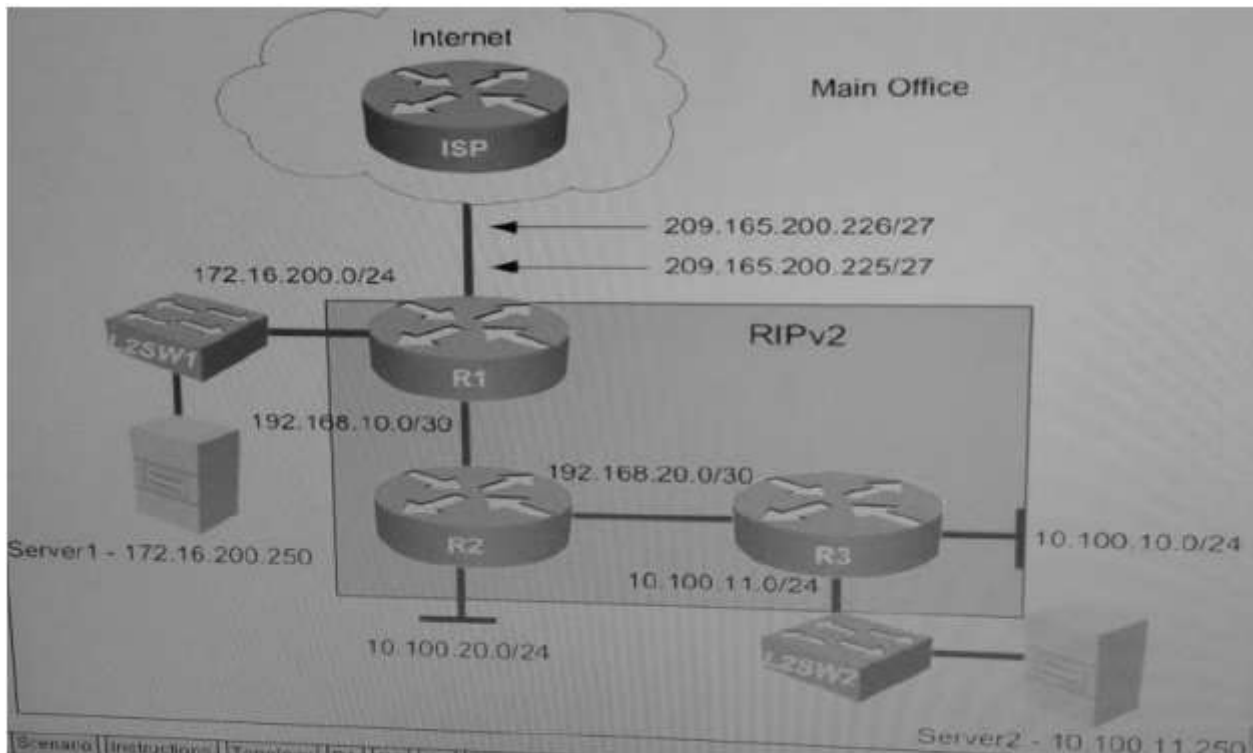 Internet
Main Office
ISP
209.165.200.226/27
209.165.200.225/27
172.16.200.0/24
L2SW1
R1
RIPv2
192.168.10.0/30
192.168.20.0/30
R2
R3
10.100.10.0/24
Server1 - 172.16.200.250
10.100.11.0/24
10.100.20.0/24
L2SW2
Server2 - 10.100.11.250
Scenario Instructions